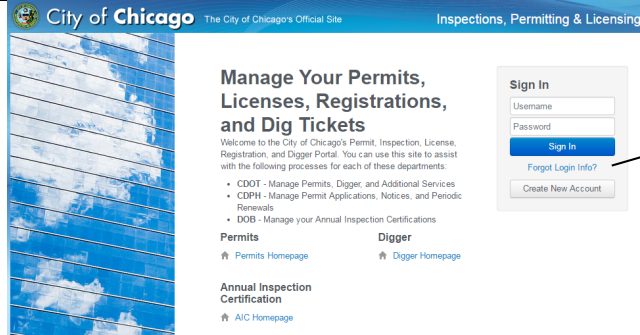 City of Chicago The City of Chicago's Official Site Inspections, Permitting & Licensing
Manage Your Permits,
Licenses, Registrations,
and Dig Tickets
Welcome to the City of Chicago's Permit, Inspection, License,
Registration, and Digger Portal. You can use this site to assist
with the following processes for each of these departments:
• CDOT - Manage Permits, Digger, and Additional Services
• CDPH - Manage Permit Applications, Notices, and Periodic
Renewals
• DOB - Manage your Annual Inspection Certifications
Permits
Permits Homepage
Digger
Digger Homepage
Annual Inspection
Certification
AIC Homepage
Sign In
Username
Password
Sign In
Forgot Login Info?
Create New Account